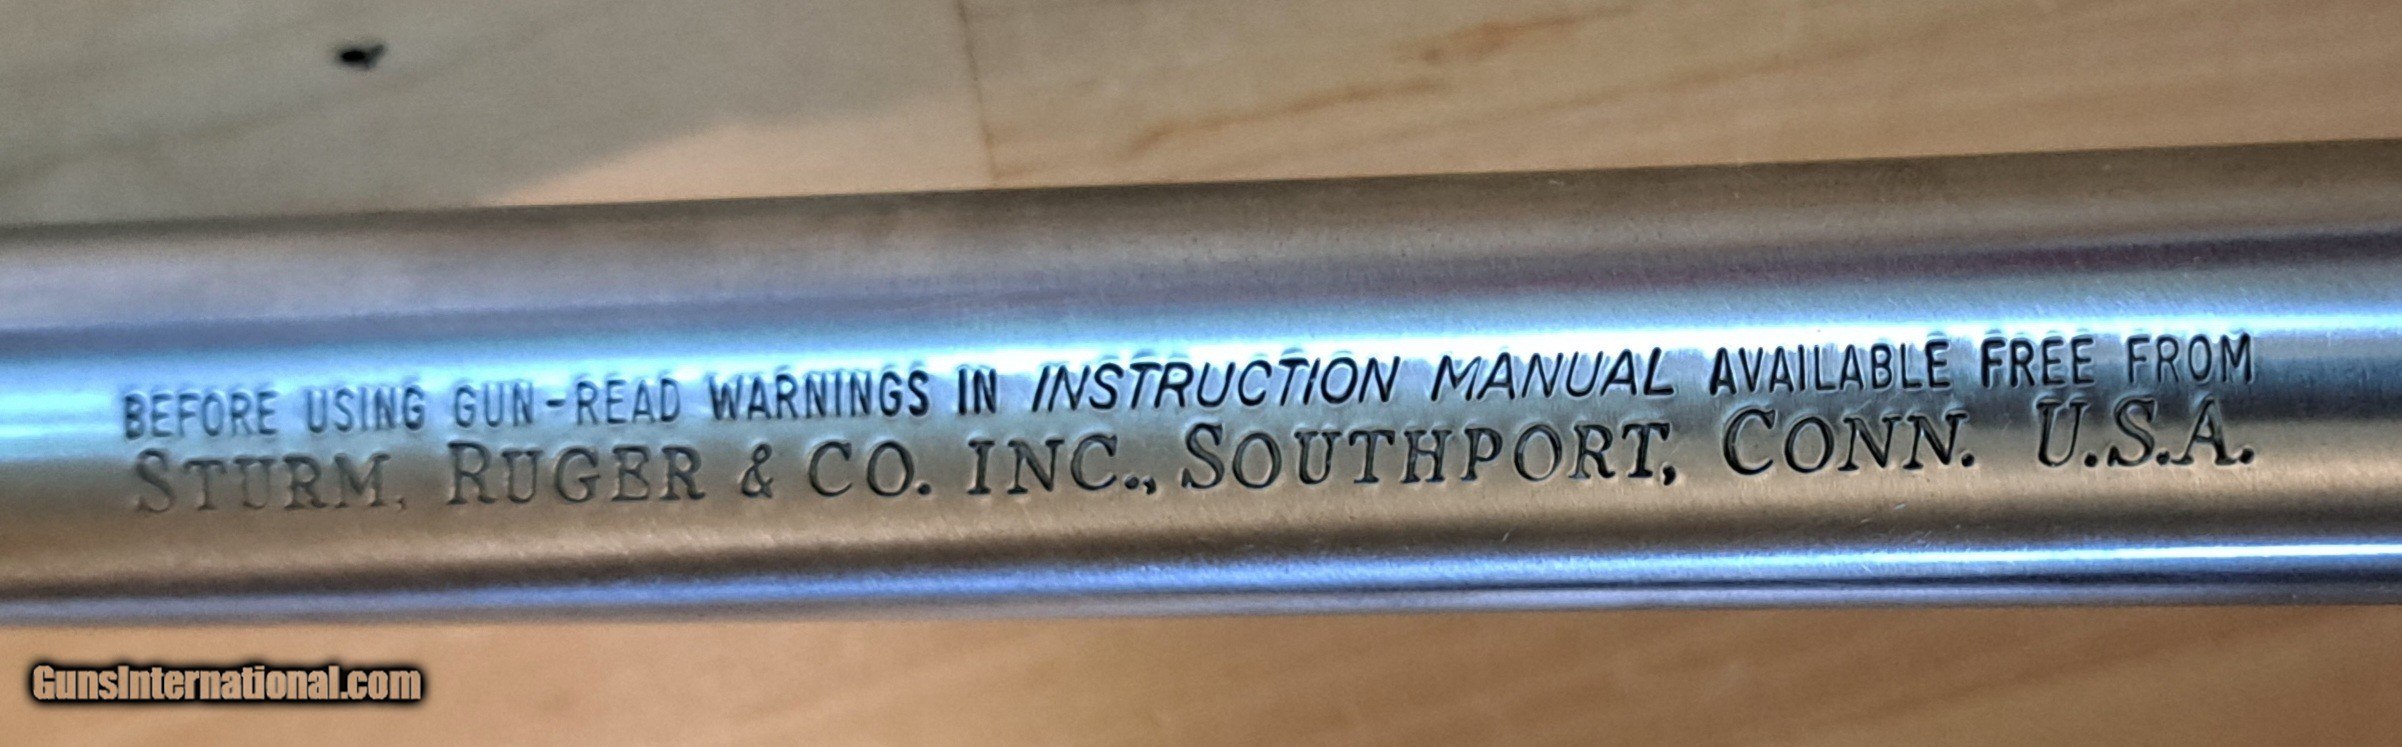 BEFORE USING GUN-READ WARNINGS IN INSTRUCTION MANUAL AVAILABLE FREE FROM
STURM, RUGER & CO. INC., SOUTHPORT, CONN. U.S.A.
GunsInternational.com